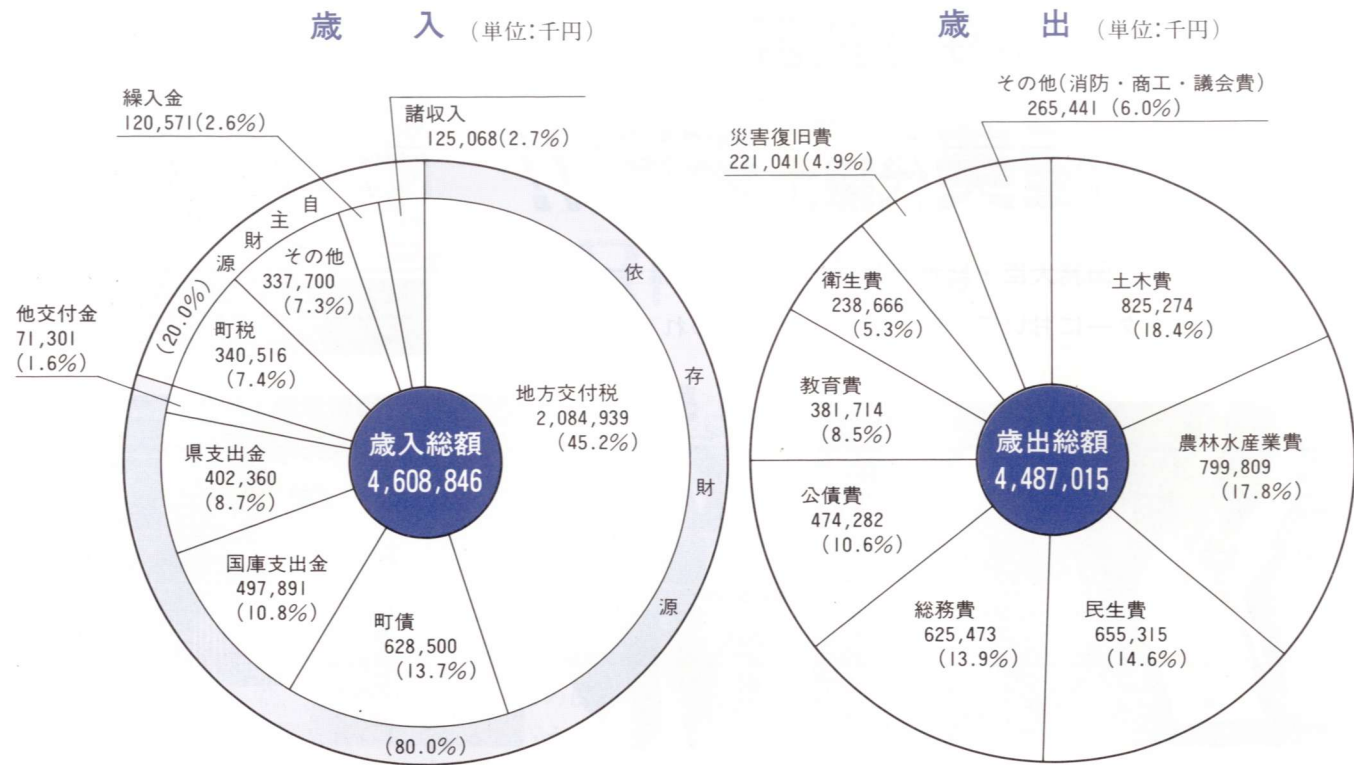 歳入 (単位:千円)
繰入金
120,571(2.6%)
諸収入
125,068(2.7%)
自主財源
(20.0%)
その他
337,700
(7.3%)
町税
340,516
(7.4%)
他交付金
71,301
(1.6%)
県支出金
402,360
(8.7%)
国庫支出金
497,891
(10.8%)
町債
628,500
(13.7%)
地方交付税
2,084,939
(45.2%)
歳入総額
4,608,846
依存財源
(80.0%)
歳出 (単位:千円)
その他(消防・商工・議会費)
265,441 (6.0%)
災害復旧費
221,041(4.9%)
衛生費
238,666
(5.3%)
教育費
381,714
(8.5%)
公債費
474,282
(10.6%)
総務費
625,473
(13.9%)
民生費
655,315
(14.6%)
農林水産業費
799,809
(17.8%)
土木費
825,274
(18.4%)
歳出総額
4,487,015